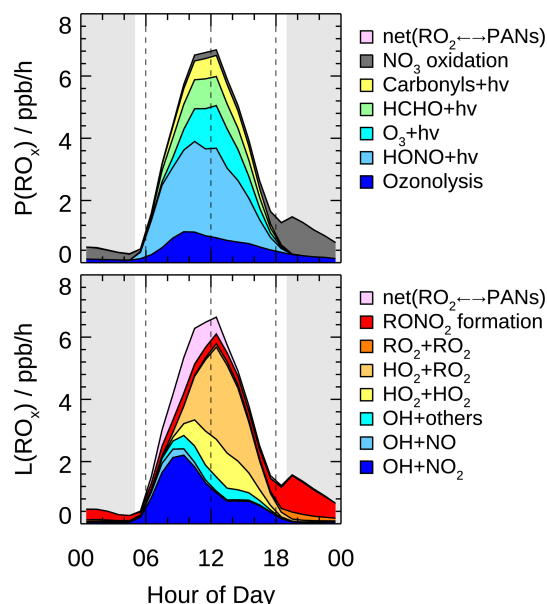 8
6
4
2
0
P(ROₓ) / ppb/h
net(RO₂←→PANs)
NO₃ oxidation
Carbonyls+hv
HCHO+hv
O₃+hv
HONO+hv
Ozonolysis
8
6
4
2
0
L(ROₓ) / ppb/h
net(RO₂←→PANs)
RONO₂ formation
RO₂+RO₂
HO₂+RO₂
HO₂+HO₂
OH+others
OH+NO
OH+NO₂
00 06 12 18 00
Hour of Day